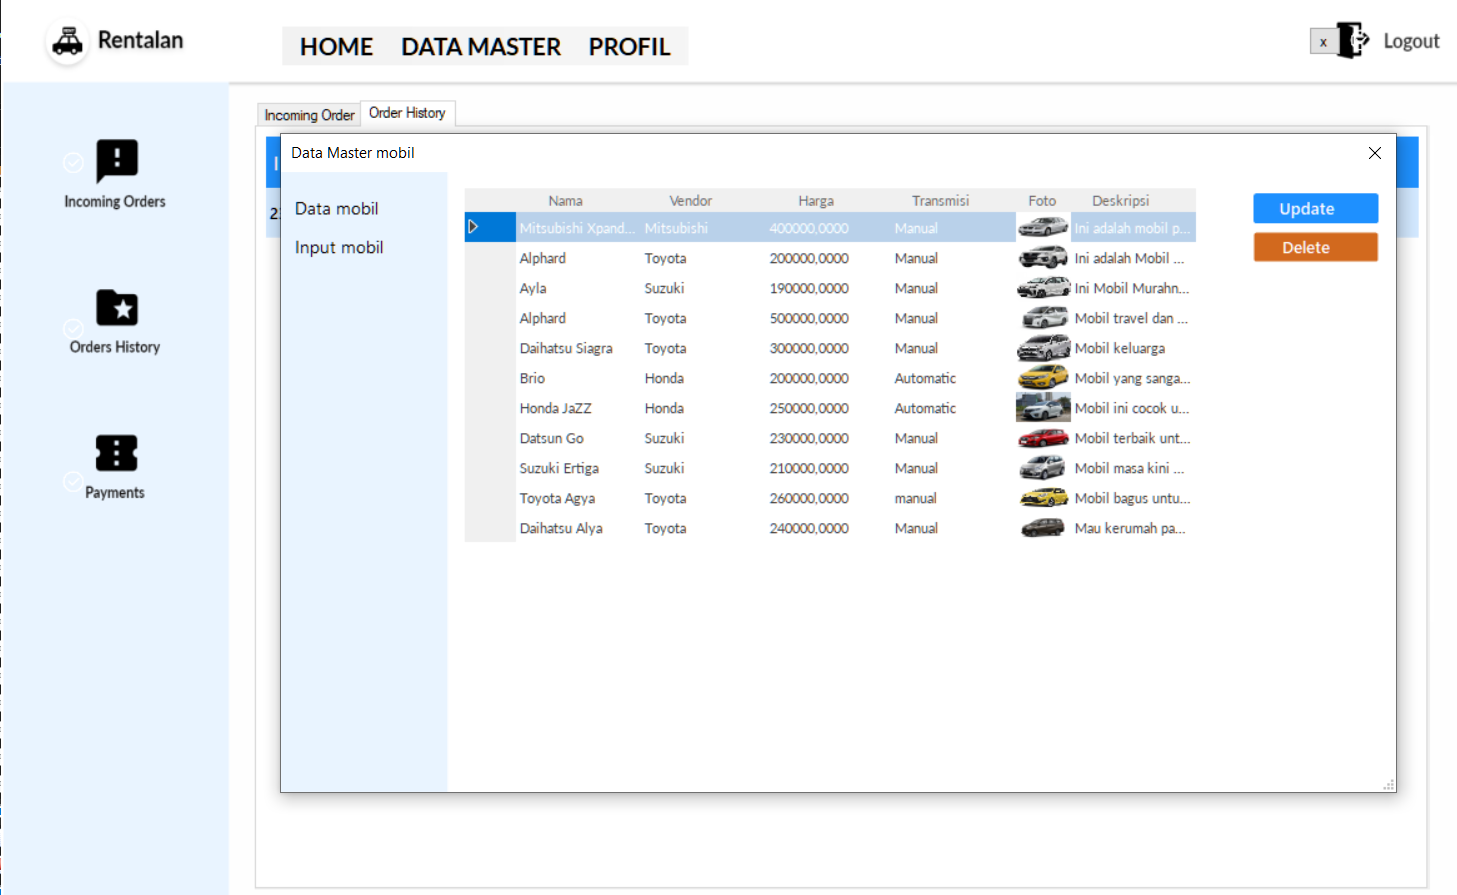 Rentalan
HOME DATA MASTER PROFIL
x Logout
Incoming Orders
Orders History
Payments
Incoming Order Order History
Data Master mobil
Data mobil
Input mobil
Nama Vendor Harga Transmisi Foto Deskripsi
Mitsubishi Xpand... Mitsubishi 400000,0000 Manual Ini adalah mobil p...
Alphard Toyota 200000,0000 Manual Ini adalah Mobil ...
Ayla Suzuki 190000,0000 Manual Ini Mobil Murahn...
Alphard Toyota 500000,0000 Manual Mobil travel dan ...
Daihatsu Siagra Toyota 300000,0000 Manual Mobil keluarga
Brio Honda 200000,0000 Automatic Mobil yang sanga...
Honda JaZZ Honda 250000,0000 Automatic Mobil ini cocok u...
Datsun Go Suzuki 230000,0000 Manual Mobil terbaik unt...
Suzuki Ertiga Suzuki 210000,0000 Manual Mobil masa kini ...
Toyota Agya Toyota 260000,0000 manual Mobil bagus untu...
Daihatsu Alya Toyota 240000,0000 Manual Mau kerumah pa...
Update
Delete